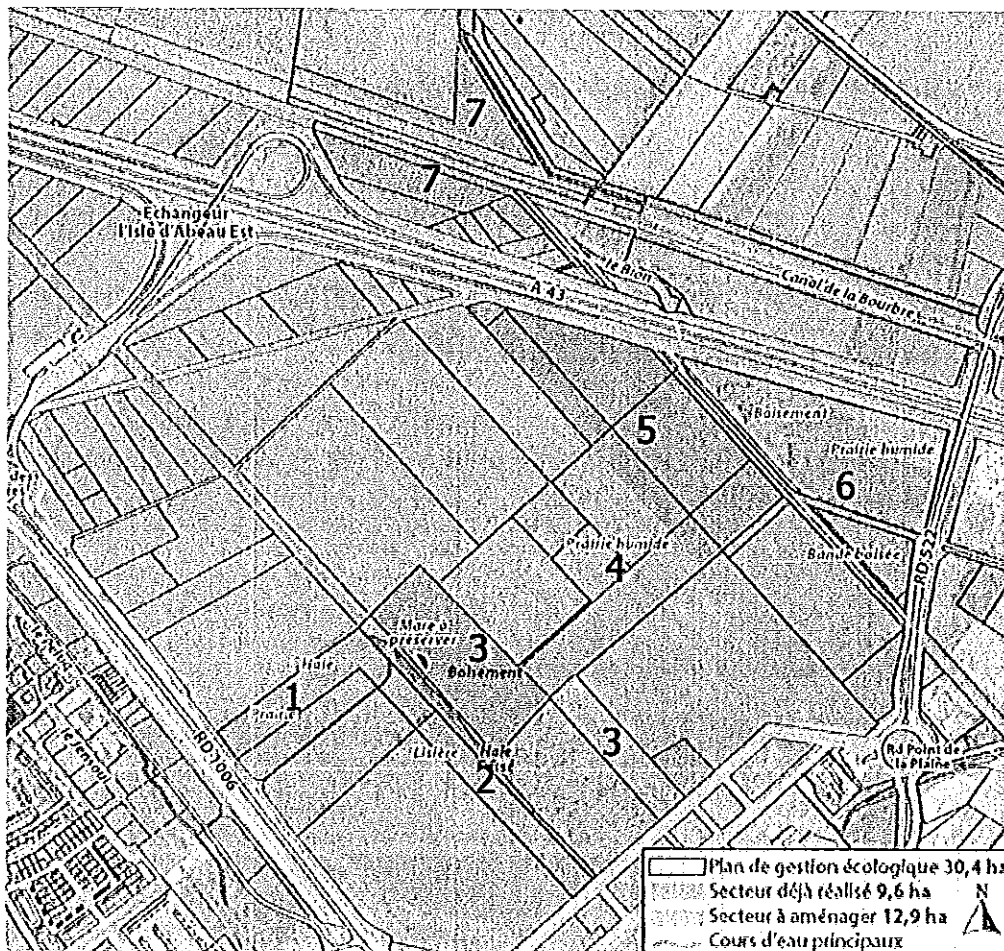 7
7
Echangeur
l'Isle d'Abeau Est
le Bion
A 43
Canal de la Bourbre
5
Boisement
Prairie humide
6
Prairie humide
4
Bande boisée
RD 522
Mare à
préserver
3
Boisement
Haie
1
Prairie
RD 1006
Lisière
Haie
2
3
RJ Point de
la Plaine
Plan de gestion écologique 30,4 ha
Secteur déjà réalisé 9,6 ha
N
Secteur à aménager 12,9 ha
Cours d'eau principaux